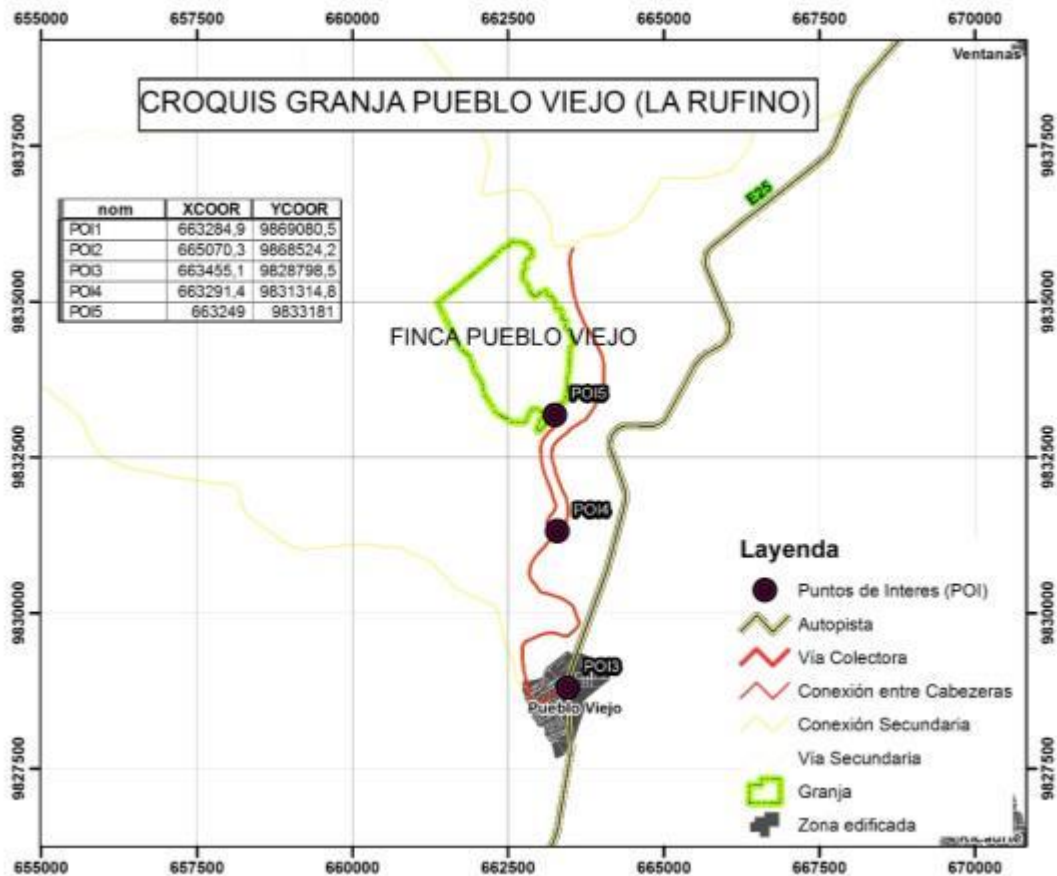 655000 657500 660000 662500 665000 667500 670000
Ventanas
CROQUIS GRANJA PUEBLO VIEJO (LA RUFINO)
9837500 9837500
E25
nom XCOOR YCOOR
POI1 663284,9 9869080,5
POI2 665070,3 9868524,2
POI3 663455,1 9828798,5
POI4 663291,4 9831314,8
POI5 663249 9833181
9835000 9835000
FINCA PUEBLO VIEJO
POI5
9832500 9832500
POI4
Layenda
Puntos de Interes (POI)
9830000 9830000
Autopista
Vía Colectora
POI3
Conexión entre Cabezeras
Pueblo Viejo
Conexión Secundaria
Vía Secundaria
9827500 9827500
Granja
Zona edificada
655000 657500 660000 662500 665000 667500 670000